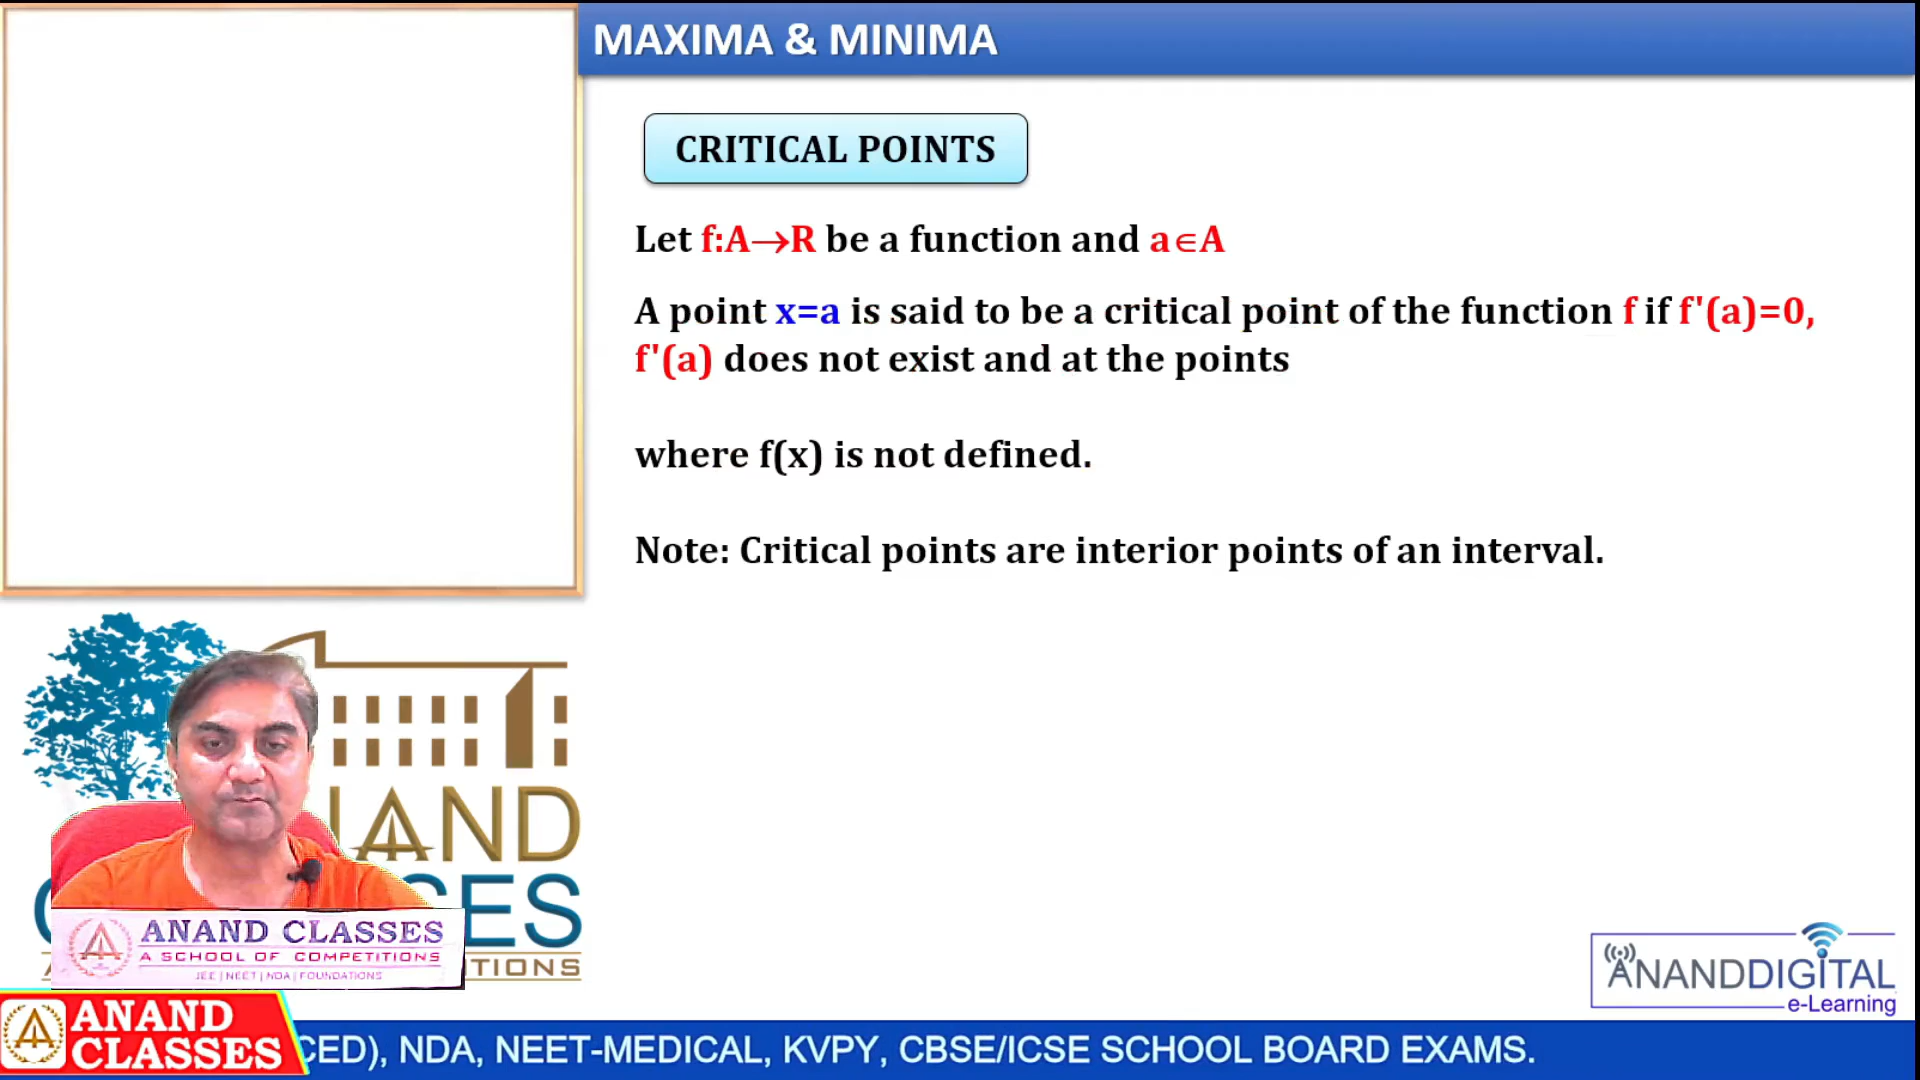 MAXIMA & MINIMA
CRITICAL POINTS
Let f:A→R be a function and a∈A
A point x=a is said to be a critical point of the function f if f'(a)=0,
f'(a) does not exist and at the points
where f(x) is not defined.
Note: Critical points are interior points of an interval.
AND
SES
TIONS
ANAND CLASSES
A SCHOOL OF COMPETITIONS
JEE | NEET | NDA | FOUNDATIONS
ANANDDIGITAL
e-Learning
ANAND
CLASSES
CED), NDA, NEET-MEDICAL, KVPY, CBSE/ICSE SCHOOL BOARD EXAMS.